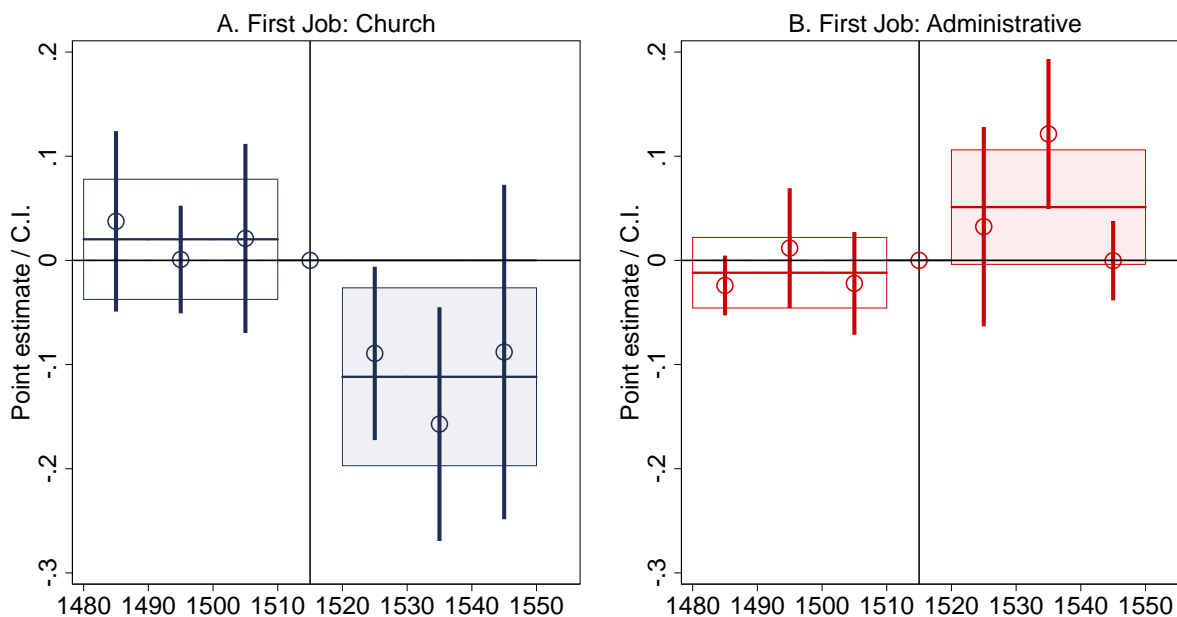 A. First Job: Church
Point estimate / C.I.
.2
.1
0
-.1
-.2
-.3
1480 1490 1500 1510 1520 1530 1540 1550
B. First Job: Administrative
Point estimate / C.I.
.2
.1
0
-.1
-.2
-.3
1480 1490 1500 1510 1520 1530 1540 1550